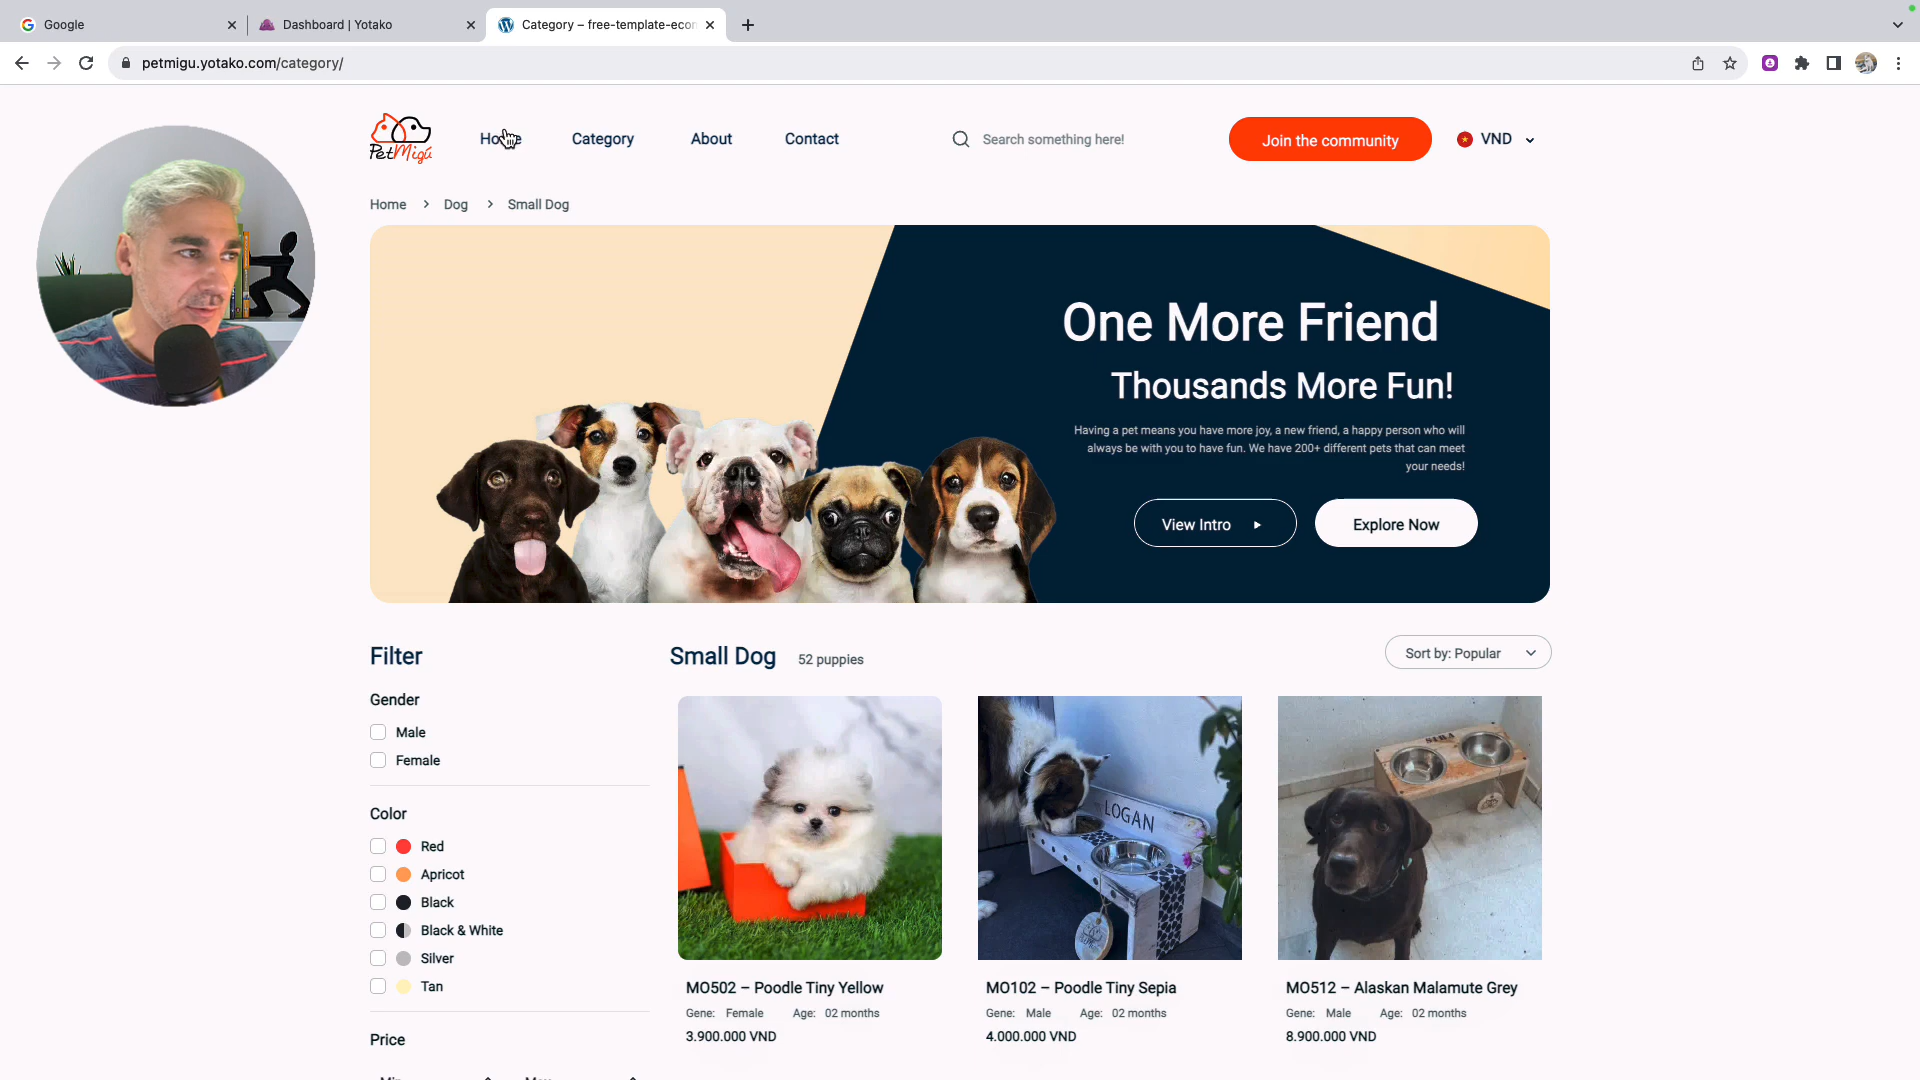 Google
Dashboard | Yotako
Category – free-template-econ
petmigu.yotako.com/category/
PetMigú
Home
Category
About
Contact
Search something here!
Join the community
VND
Home
Dog
Small Dog
One More Friend
Thousands More Fun!
Having a pet means you have more joy, a new friend, a happy person who will
always be with you to have fun. We have 200+ different pets that can meet
your needs!
View Intro
Explore Now
Filter
Gender
Male
Female
Color
Red
Apricot
Black
Black & White
Silver
Tan
Price
Small Dog
52 puppies
Sort by: Popular
LOGAN
MO502 – Poodle Tiny Yellow
Gene: Female Age: 02 months
3.900.000 VND
MO102 – Poodle Tiny Sepia
Gene: Male Age: 02 months
4.000.000 VND
MO512 – Alaskan Malamute Grey
Gene: Male Age: 02 months
8.900.000 VND